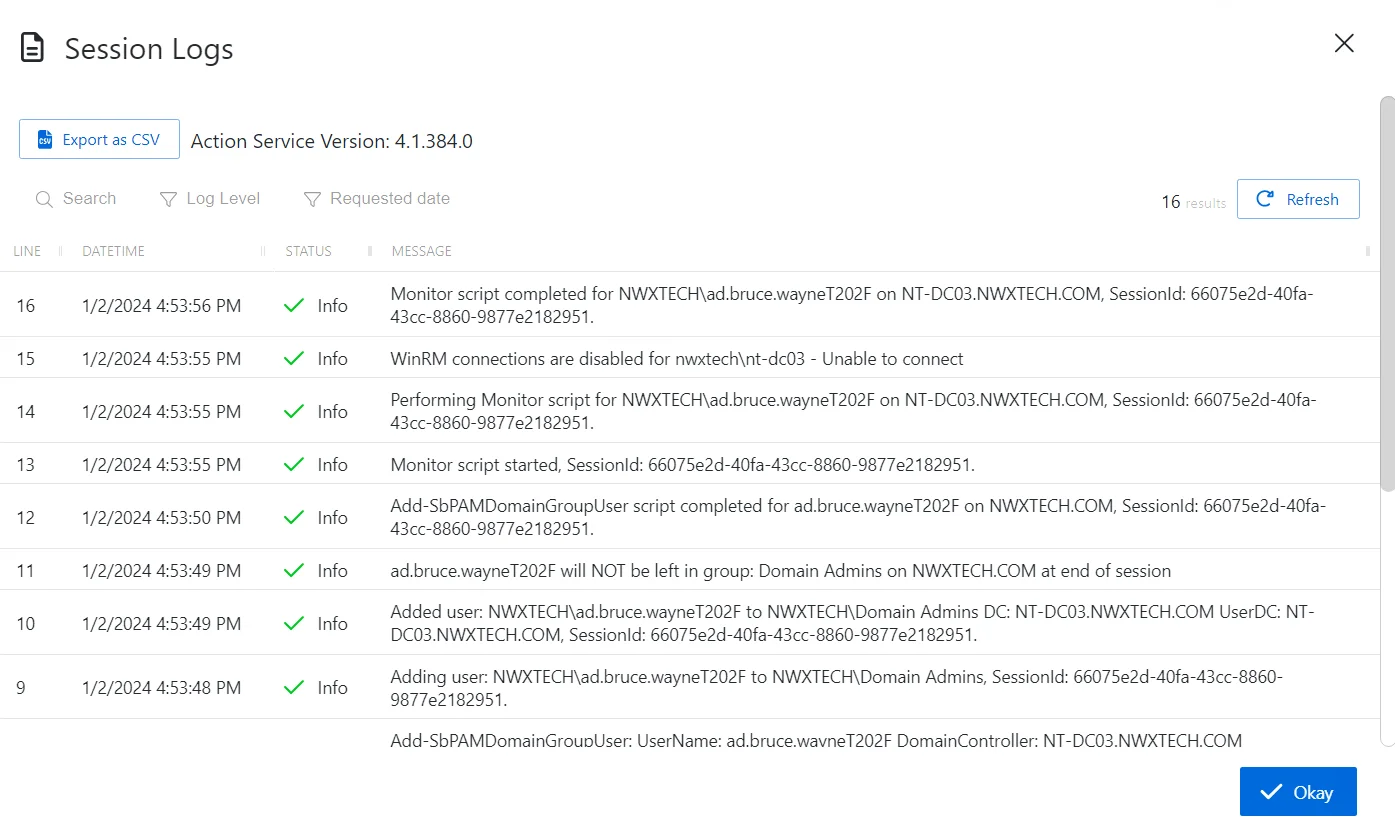 Session Logs
Export as CSV
Action Service Version: 4.1.384.0
Search Log Level Requested date
16 results Refresh
LINE DATETIME STATUS MESSAGE
16 1/2/2024 4:53:56 PM Info Monitor script completed for NWXTECH\ad.bruce.wayneT202F on NT-DC03.NWXTECH.COM, SessionId: 66075e2d-40fa-
43cc-8860-9877e2182951.
15 1/2/2024 4:53:55 PM Info WinRM connections are disabled for nwxtech\nt-dc03 - Unable to connect
14 1/2/2024 4:53:55 PM Info Performing Monitor script for NWXTECH\ad.bruce.wayneT202F on NT-DC03.NWXTECH.COM, SessionId: 66075e2d-40fa-
43cc-8860-9877e2182951.
13 1/2/2024 4:53:55 PM Info Monitor script started, SessionId: 66075e2d-40fa-43cc-8860-9877e2182951.
12 1/2/2024 4:53:50 PM Info Add-SbPAMDomainGroupUser script completed for ad.bruce.wayneT202F on NWXTECH.COM, SessionId: 66075e2d-40fa-
43cc-8860-9877e2182951.
11 1/2/2024 4:53:49 PM Info ad.bruce.wayneT202F will NOT be left in group: Domain Admins on NWXTECH.COM at end of session
10 1/2/2024 4:53:49 PM Info Added user: NWXTECH\ad.bruce.wayneT202F to NWXTECH\Domain Admins DC: NT-DC03.NWXTECH.COM UserDC: NT-
DC03.NWXTECH.COM, SessionId: 66075e2d-40fa-43cc-8860-9877e2182951.
9 1/2/2024 4:53:48 PM Info Adding user: NWXTECH\ad.bruce.wayneT202F to NWXTECH\Domain Admins, SessionId: 66075e2d-40fa-43cc-8860-
9877e2182951.
Add-SbPAMDomainGroupUser: UserName: ad.bruce.wayneT202F DomainController: NT-DC03.NWXTECH.COM
Okay